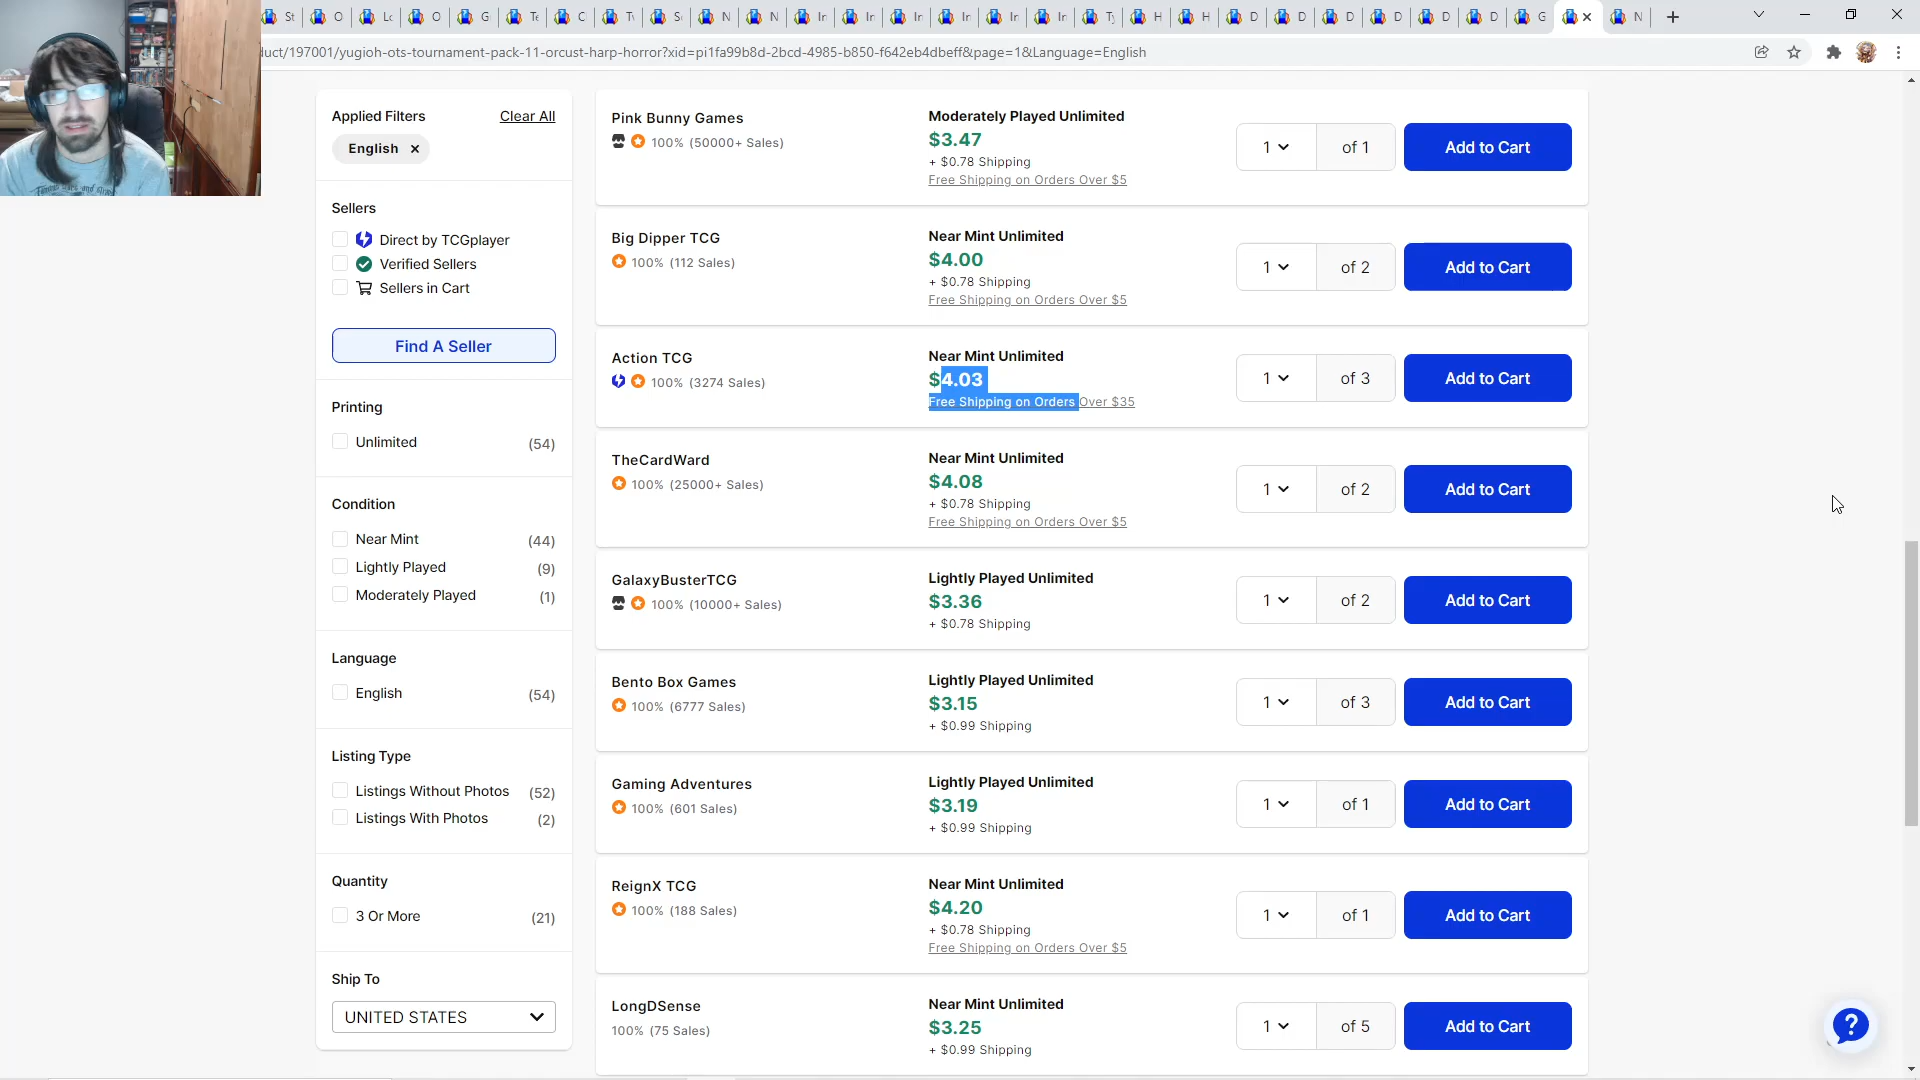 St
O
Lc
O
G
Te
C
Tv
Sr
N
N
In
In
In
In
In
In
Ty
H
H
D
D
D
D
D
D
G
N
duct/197001/yugioh-ots-tournament-pack-11-orcust-harp-horror?xid=pi1fa99b8d-2bcd-4985-b850-f642eb4dbeff&page=1&Language=English
Applied Filters
Clear All
English
Sellers
Direct by TCGplayer
Verified Sellers
Sellers in Cart
Find A Seller
Printing
Unlimited (54)
Condition
Near Mint (44)
Lightly Played (9)
Moderately Played (1)
Language
English (54)
Listing Type
Listings Without Photos (52)
Listings With Photos (2)
Quantity
3 Or More (21)
Ship To
UNITED STATES
Pink Bunny Games
100% (50000+ Sales)
Moderately Played Unlimited
$3.47
+ $0.78 Shipping
Free Shipping on Orders Over $5
1 of 1
Add to Cart
Big Dipper TCG
100% (112 Sales)
Near Mint Unlimited
$4.00
+ $0.78 Shipping
Free Shipping on Orders Over $5
1 of 2
Add to Cart
Action TCG
100% (3274 Sales)
Near Mint Unlimited
$4.03
Free Shipping on Orders Over $35
1 of 3
Add to Cart
TheCardWard
100% (25000+ Sales)
Near Mint Unlimited
$4.08
+ $0.78 Shipping
Free Shipping on Orders Over $5
1 of 2
Add to Cart
GalaxyBusterTCG
100% (10000+ Sales)
Lightly Played Unlimited
$3.36
+ $0.78 Shipping
1 of 2
Add to Cart
Bento Box Games
100% (6777 Sales)
Lightly Played Unlimited
$3.15
+ $0.99 Shipping
1 of 3
Add to Cart
Gaming Adventures
100% (601 Sales)
Lightly Played Unlimited
$3.19
+ $0.99 Shipping
1 of 1
Add to Cart
ReignX TCG
100% (188 Sales)
Near Mint Unlimited
$4.20
+ $0.78 Shipping
Free Shipping on Orders Over $5
1 of 1
Add to Cart
LongDSense
100% (75 Sales)
Near Mint Unlimited
$3.25
+ $0.99 Shipping
1 of 5
Add to Cart
?